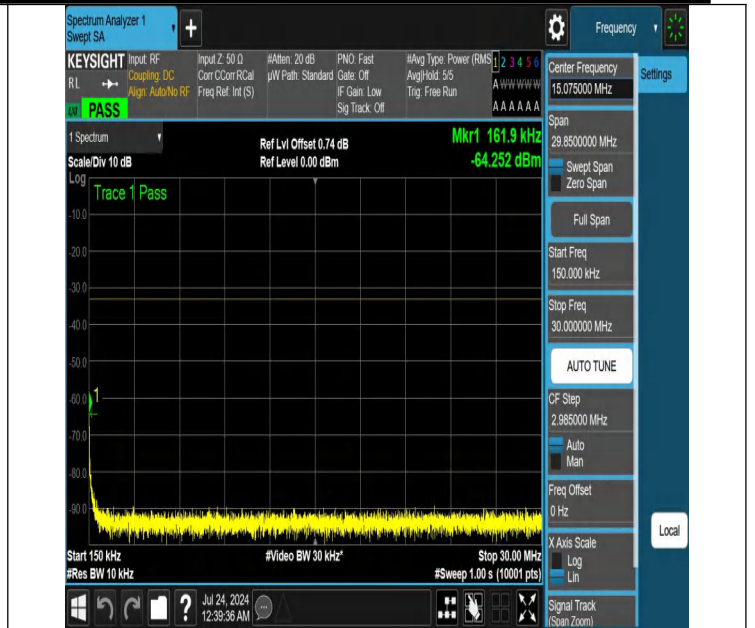 Spectrum Analyzer 1
Swept SA
+
Frequency
KEYSIGHT
RL
PASS
Input: RF
Coupling: DC
Align: Auto/No RF
Input Z: 50 Ω
Corr CCorr RCal
Freq Ref: Int (S)
#Atten: 20 dB
µW Path: Standard
PNO: Fast
Gate: Off
IF Gain: Low
Sig Track: Off
#Avg Type: Power (RMS
Avg|Hold: 5/5
Trig: Free Run
1 2 3 4 5 6
A W W W W W
A A A A A A
1 Spectrum
Scale/Div 10 dB
Ref Lvl Offset 0.74 dB
Ref Level 0.00 dBm
Mkr1 161.9 kHz
-64.252 dBm
Log
Trace 1 Pass
-10.0
-20.0
-30.0
-40.0
-50.0
-60.0
1
-70.0
-80.0
-90.0
Start 150 kHz
#Res BW 10 kHz
#Video BW 30 kHz*
Stop 30.00 MHz
#Sweep 1.00 s (10001 pts)
Center Frequency
15.075000 MHz
Settings
Span
29.8500000 MHz
Swept Span
Zero Span
Full Span
Start Freq
150.000 kHz
Stop Freq
30.000000 MHz
AUTO TUNE
CF Step
2.985000 MHz
Auto
Man
Freq Offset
0 Hz
X Axis Scale
Log
Lin
Local
Signal Track
(Span Zoom)
?
Jul 24, 2024
12:39:36 AM